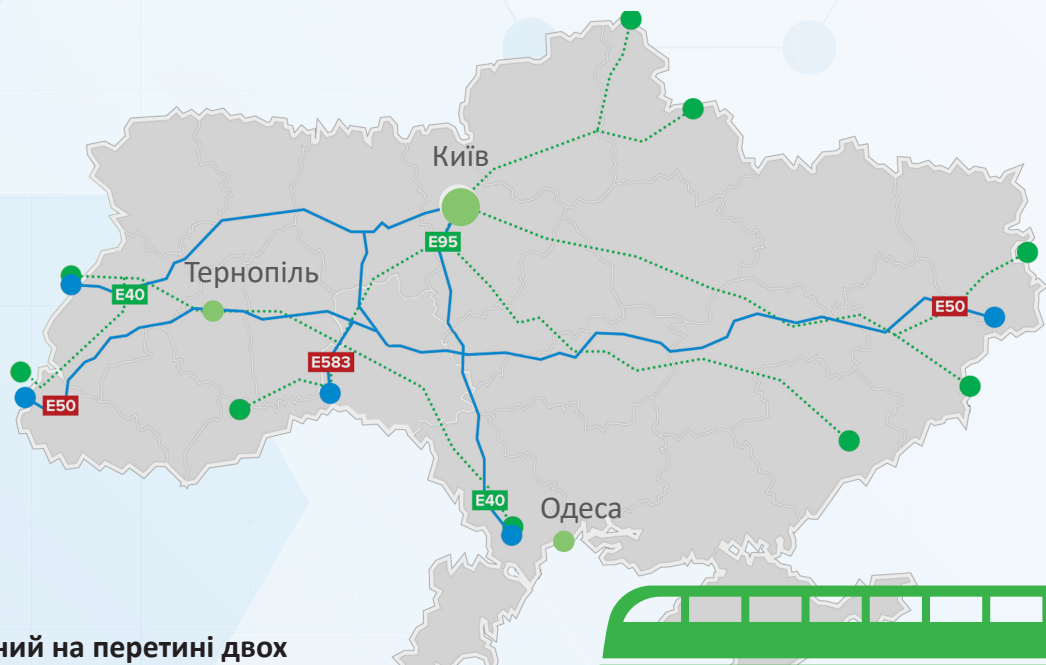 Київ
E95
Тернопіль
E40
E50
E583
E50
E40
Одеса
ний на перетині двох